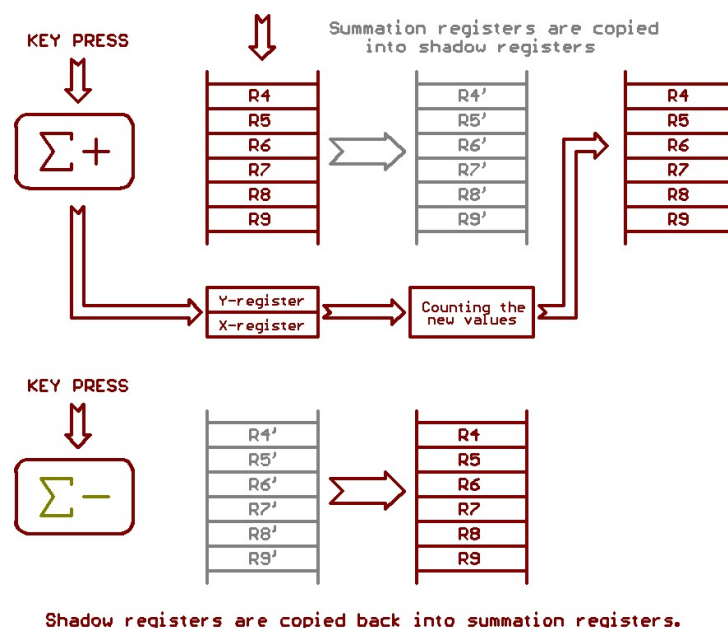 Summation registers are copied
into shadow registers
KEY PRESS
Σ+
R4
R5
R6
R7
R8
R9
R4'
R5'
R6'
R7'
R8'
R9'
R4
R5
R6
R7
R8
R9
Y-register
X-register
Counting the
new values
KEY PRESS
Σ−
R4'
R5'
R6'
R7'
R8'
R9'
R4
R5
R6
R7
R8
R9
Shadow registers are copied back into summation registers.